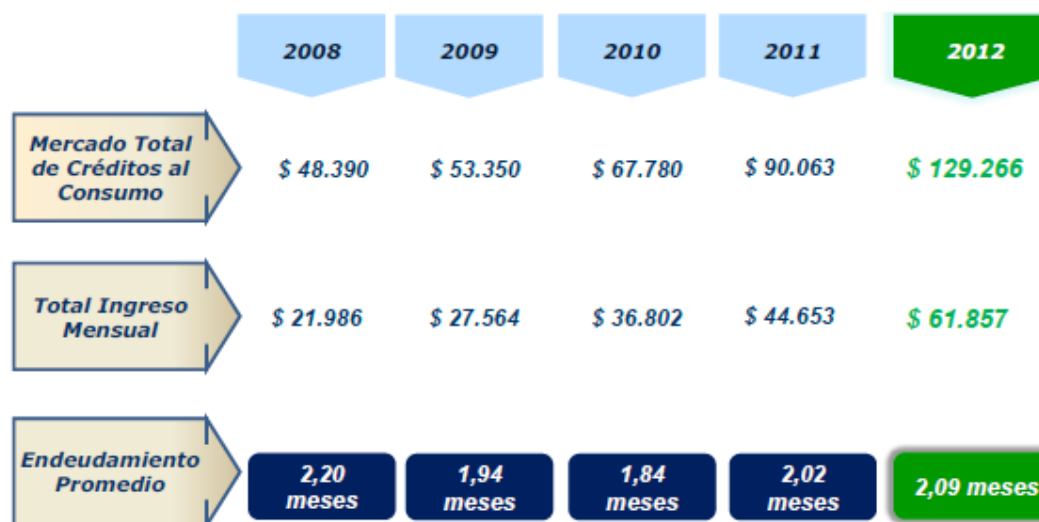 2008 2009 2010 2011 2012
Mercado Total
de Créditos al
Consumo
$ 48.390 $ 53.350 $ 67.780 $ 90.063 $ 129.266
Total Ingreso
Mensual
$ 21.986 $ 27.564 $ 36.802 $ 44.653 $ 61.857
Endeudamiento
Promedio
2,20
meses
1,94
meses
1,84
meses
2,02
meses
2,09 meses